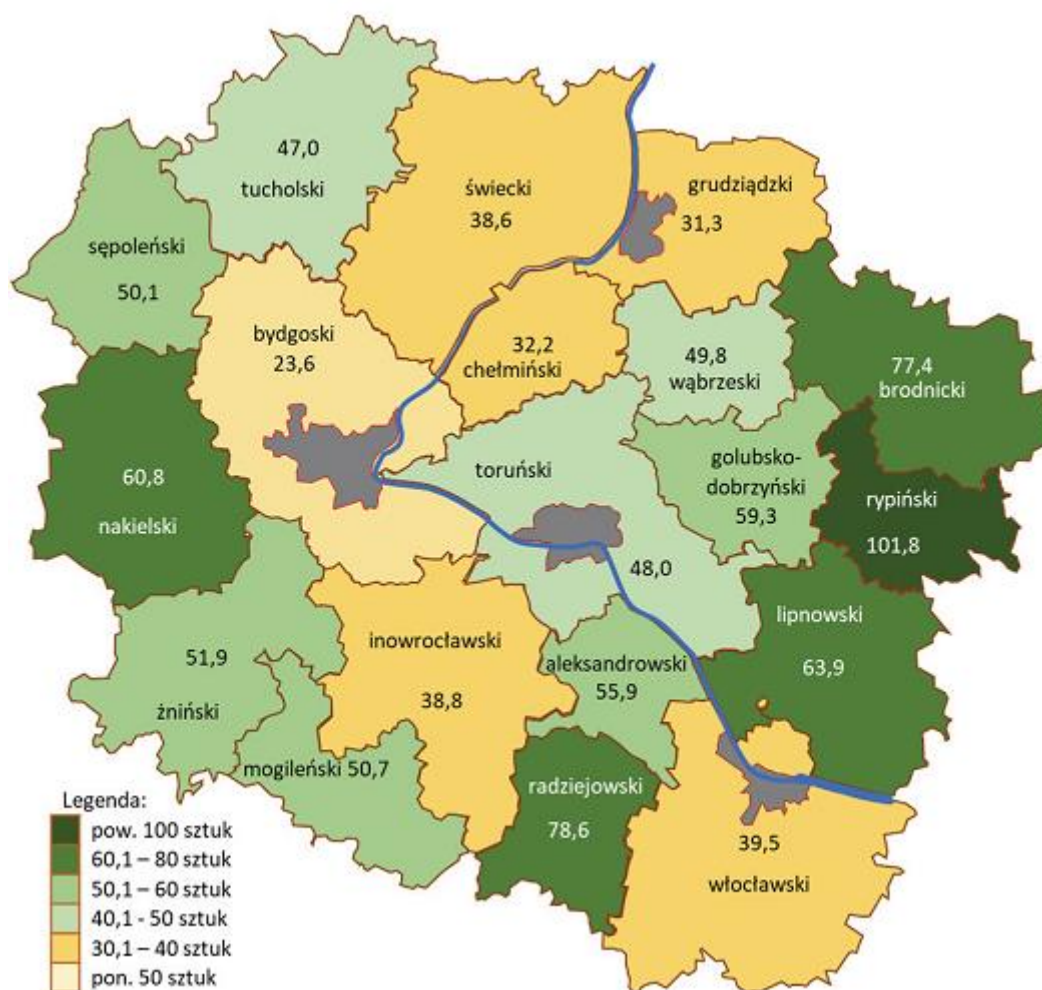 47,0
tucholski
świecki
38,6
grudziądzki
31,3
sępoleński
50,1
bydgoski
23,6
32,2
chełmiński
49,8
wąbrzeski
77,4
brodnicki
60,8
nakielski
toruński
48,0
golubsko-
dobrzyński
59,3
rypiński
101,8
lipnowski
63,9
inowrocławski
38,8
aleksandrowski
55,9
51,9
żniński
mogileński 50,7
radziejowski
78,6
39,5
włocławski
Legenda:
pow. 100 sztuk
60,1 – 80 sztuk
50,1 – 60 sztuk
40,1 - 50 sztuk
30,1 – 40 sztuk
pon. 50 sztuk